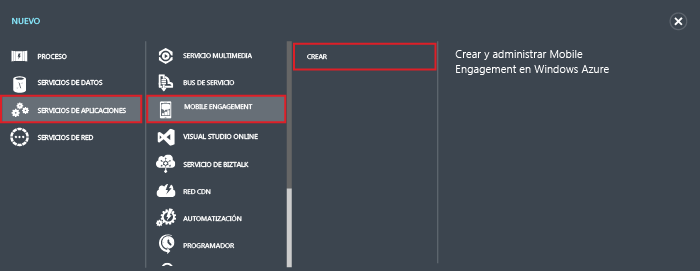 NUEVO
PROCESO
SERVICIOS DE DATOS
SERVICIOS DE APLICACIONES
SERVICIOS DE RED
SERVICIO MULTIMEDIA
BUS DE SERVICIO
MOBILE ENGAGEMENT
VISUAL STUDIO ONLINE
SERVICIO DE BIZTALK
RED CDN
AUTOMATIZACIÓN
PROGRAMADOR
CREAR
Crear y administrar Mobile
Engagement en Windows Azure